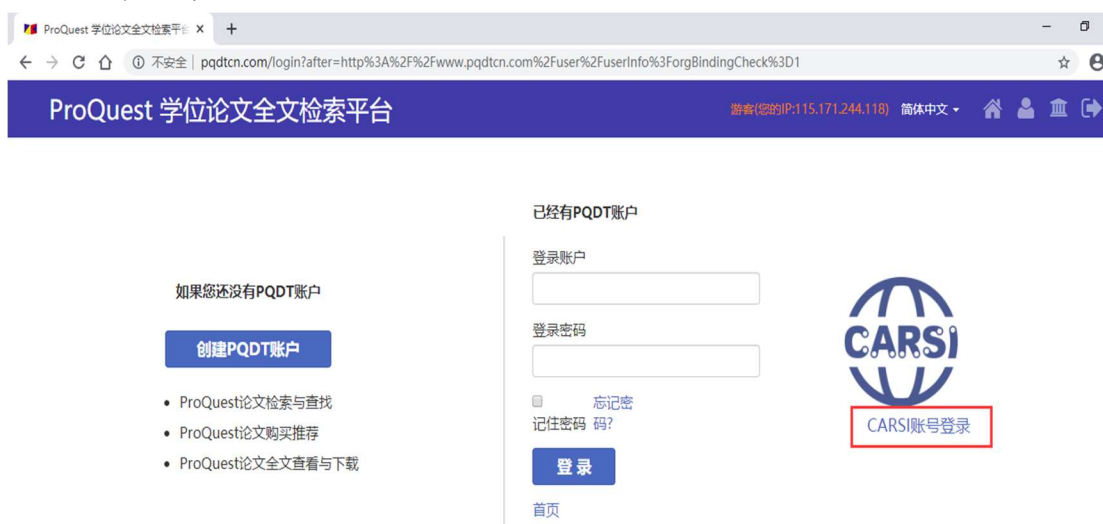 ProQuest 学位论文全文检索平台
不安全 | pqdtcn.com/login?after=http%3A%2F%2Fwww.pqdtcn.com%2Fuser%2FuserInfo%3ForgBindingCheck%3D1
ProQuest 学位论文全文检索平台
游客(您的IP:115.171.244.118) 简体中文
已经有PQDT账户
登录账户
如果您还没有PQDT账户
登录密码
创建PQDT账户
CARSI
ProQuest论文检索与查找
忘记密
记住密码 码?
CARSI账号登录
ProQuest论文购买推荐
ProQuest论文全文查看与下载
登 录
首页